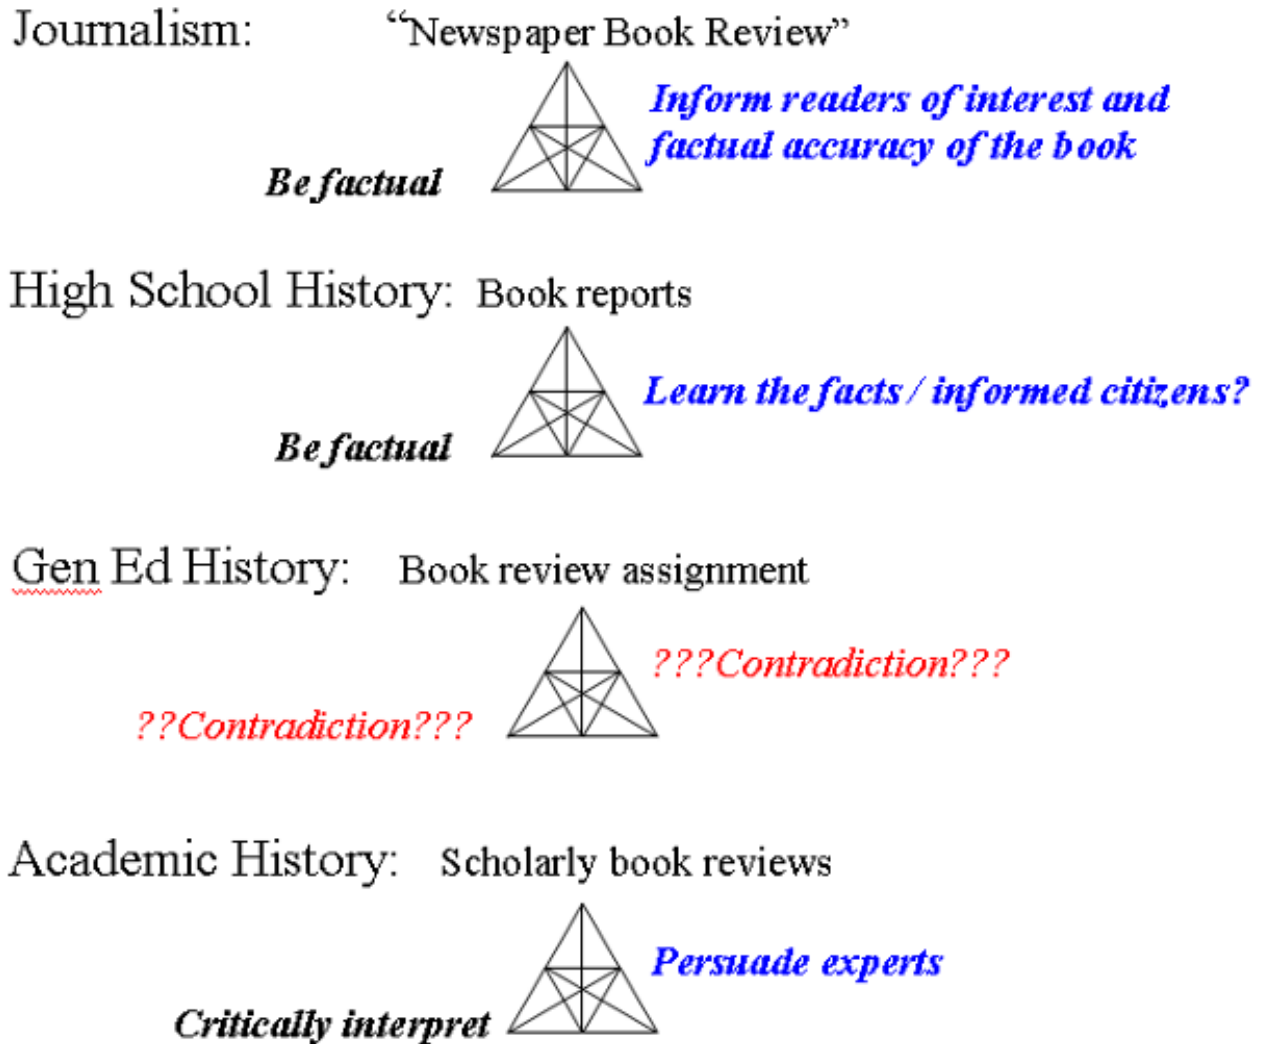 Journalism: “Newspaper Book Review”
Inform readers of interest and
factual accuracy of the book
Be factual
High School History: Book reports
Learn the facts / informed citizens?
Be factual
Gen Ed History: Book review assignment
???Contradiction???
??Contradiction???
Academic History: Scholarly book reviews
Persuade experts
Critically interpret